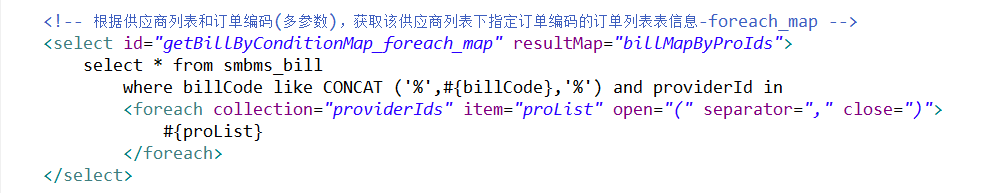 <!-- 根据供应商列表和订单编码(多参数)，获取该供应商列表下指定订单编码的订单列表表信息-foreach_map -->
<select id="getBillByConditionMap_foreach_map" resultMap="billMapByProIds">
select * from smbms_bill
where billCode like CONCAT ('%',#{billCode},'%') and providerId in
<foreach collection="providerIds" item="proList" open="(" separator="," close=")">
#{proList}
</foreach>
</select>